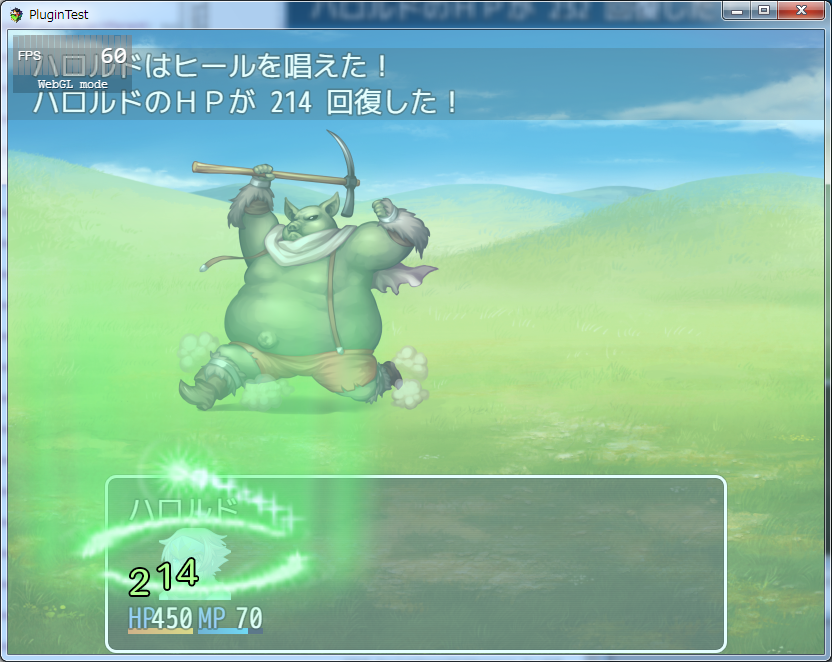 PluginTest
FPS 60
WebGL mode
ハロルドはヒールを唱えた！
ハロルドのＨＰが 214 回復した！
ハロルド
214
HP450 MP 70